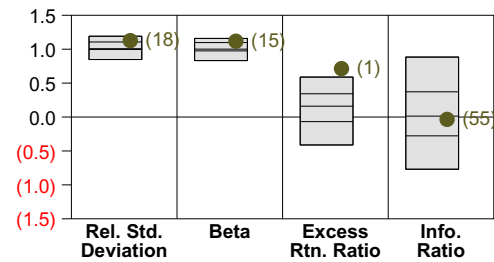 1.5
1.0
0.5
0.0
(0.5)
(1.0)
(1.5)
(18)
(15)
(1)
(55)
Rel. Std.
Deviation
Beta
Excess
Rtn. Ratio
Info.
Ratio